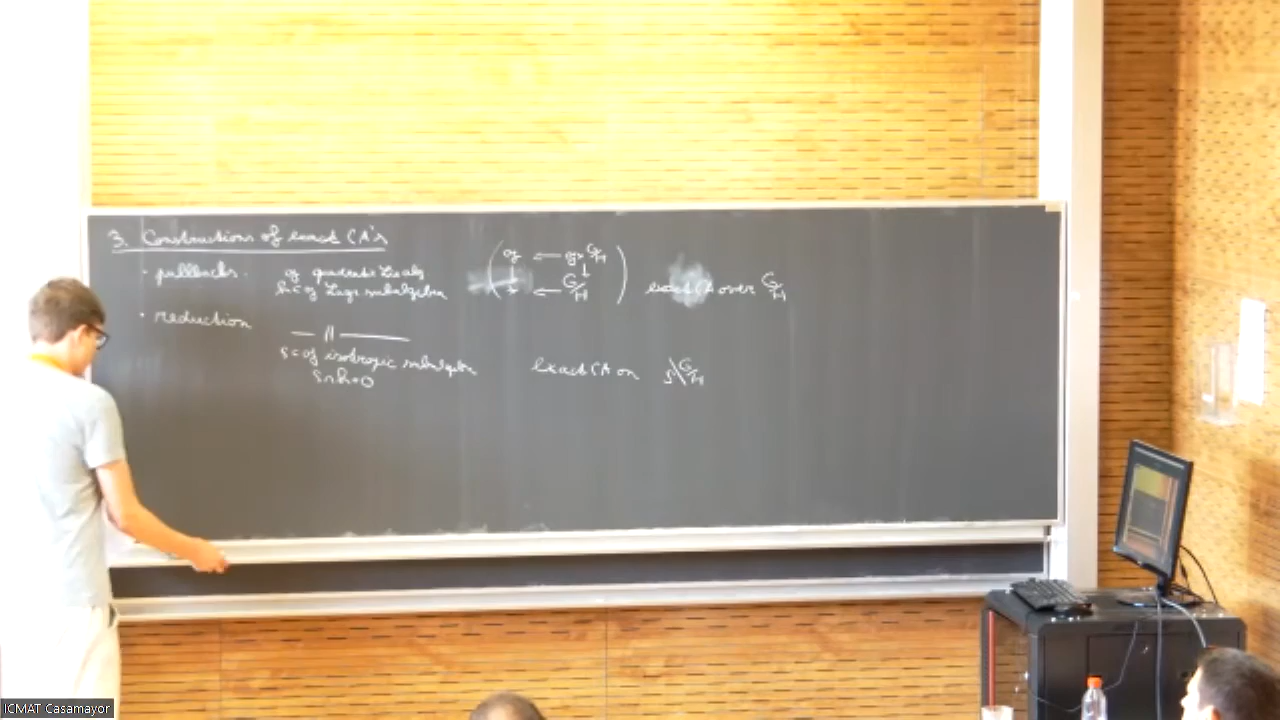 3. Constructions of exact CA's
· pullbacks. 𝔤 quadratic Lie alg
𝔥 ⊂ 𝔤 Lagr subalgebra
( 𝔤 ← 𝔤 × G/H
↓ ↓
* ← G/H ) exact CA over G/H
· reduction — || —
𝔰 ⊂ 𝔤 isotropic subalgebra
𝔰 ∩ 𝔥 = 0
exact CA on S\G/H
ICMAT Casamayor